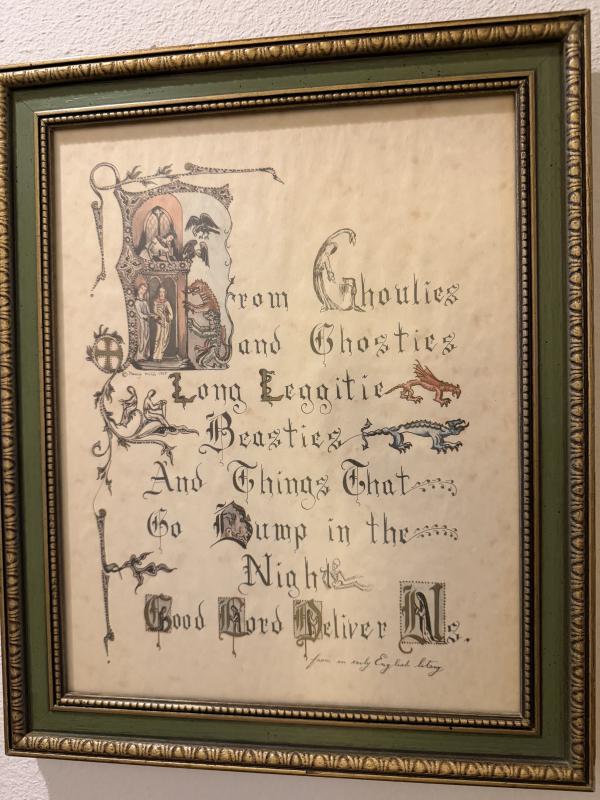 From Ghoulies
and Ghosties
Long Leggitie
Beasties
And Things That
Go Bump in the
Night
Good Lord Deliver Us.
from an early English litany